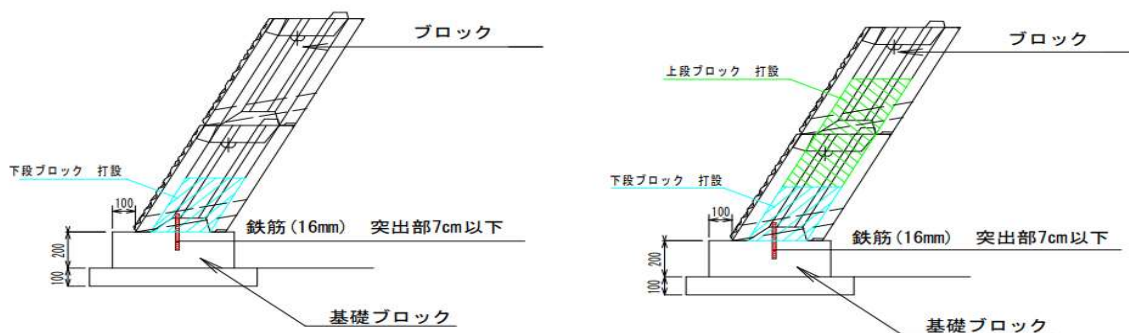 ブロック
下段ブロック 打設
100
鉄筋(16mm) 突出部7cm以下
200
100
基礎ブロック
ブロック
上段ブロック 打設
下段ブロック 打設
100
鉄筋(16mm) 突出部7cm以下
200
100
基礎ブロック